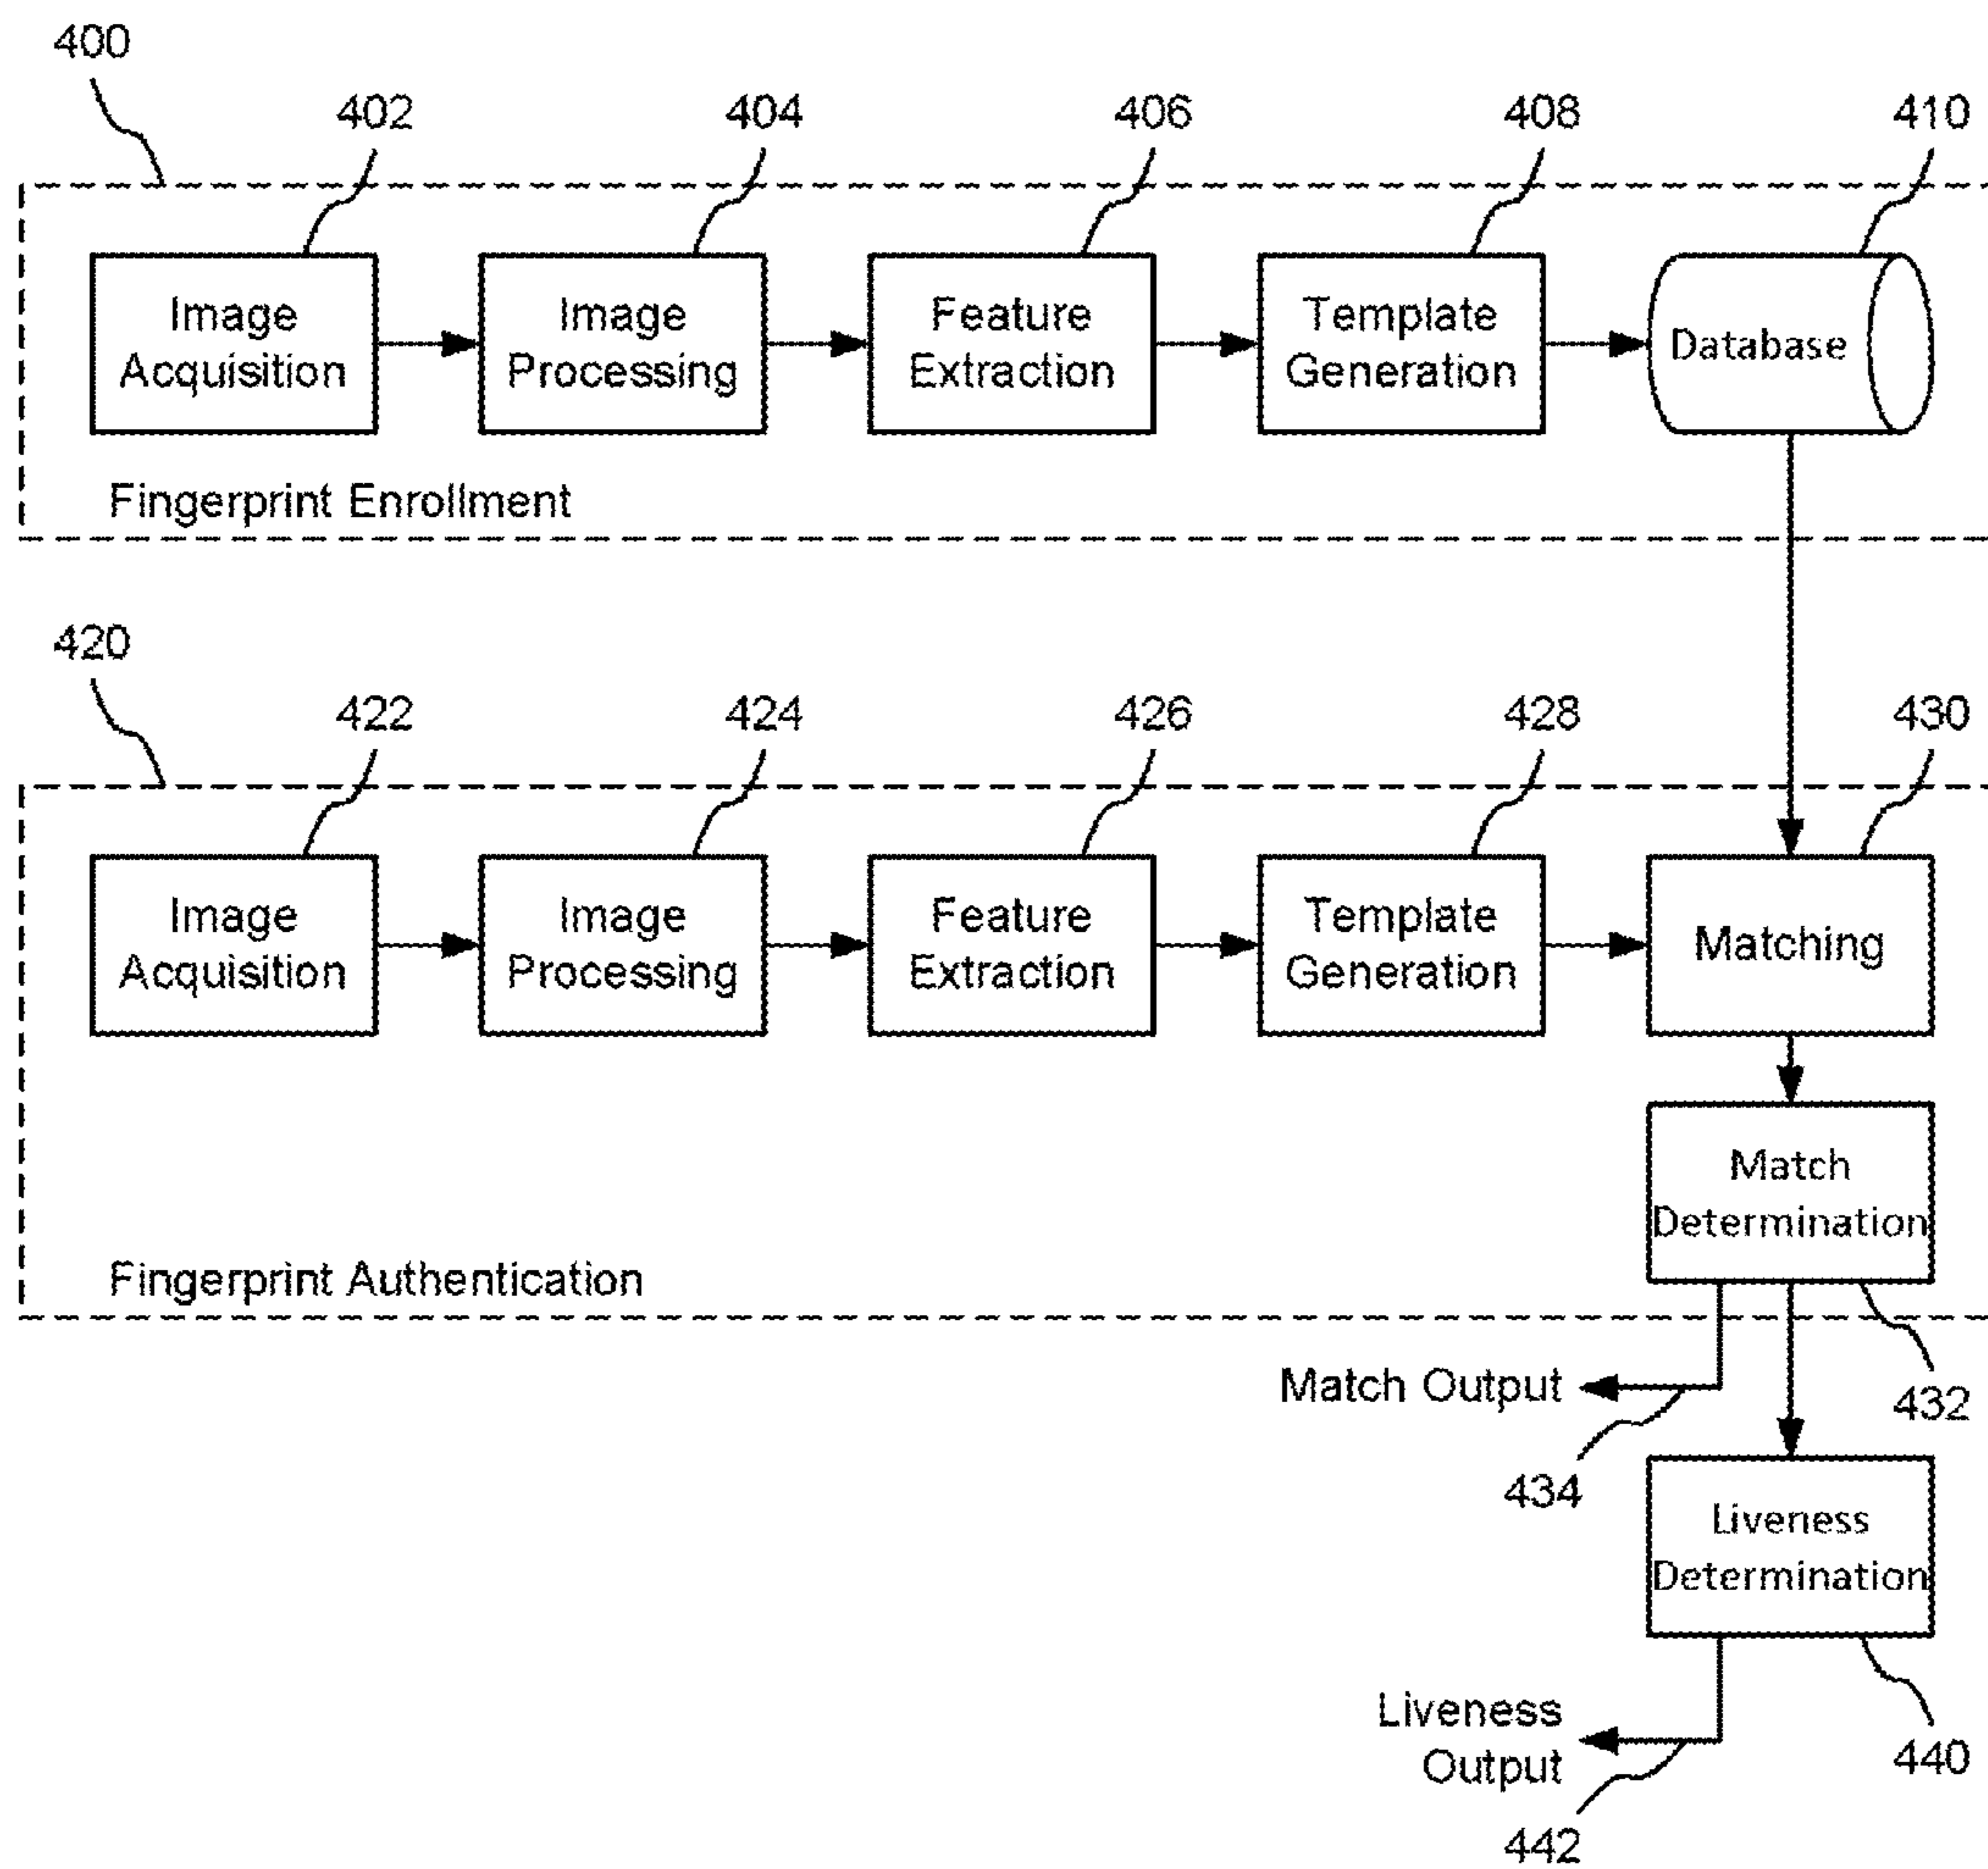 400
402
404
406
408
410
Image
Acquisition
Image
Processing
Feature
Extraction
Template
Generation
Database
Fingerprint Enrollment
420
422
424
426
428
430
Image
Acquisition
Image
Processing
Feature
Extraction
Template
Generation
Matching
Match
Determination
Fingerprint Authentication
Match Output
432
434
Liveness
Determination
Liveness
Output
440
442